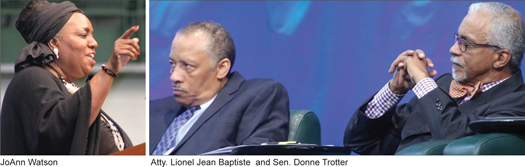 JoAnn Watson
Atty. Lionel Jean Baptiste  and Sen. Donne Trotter